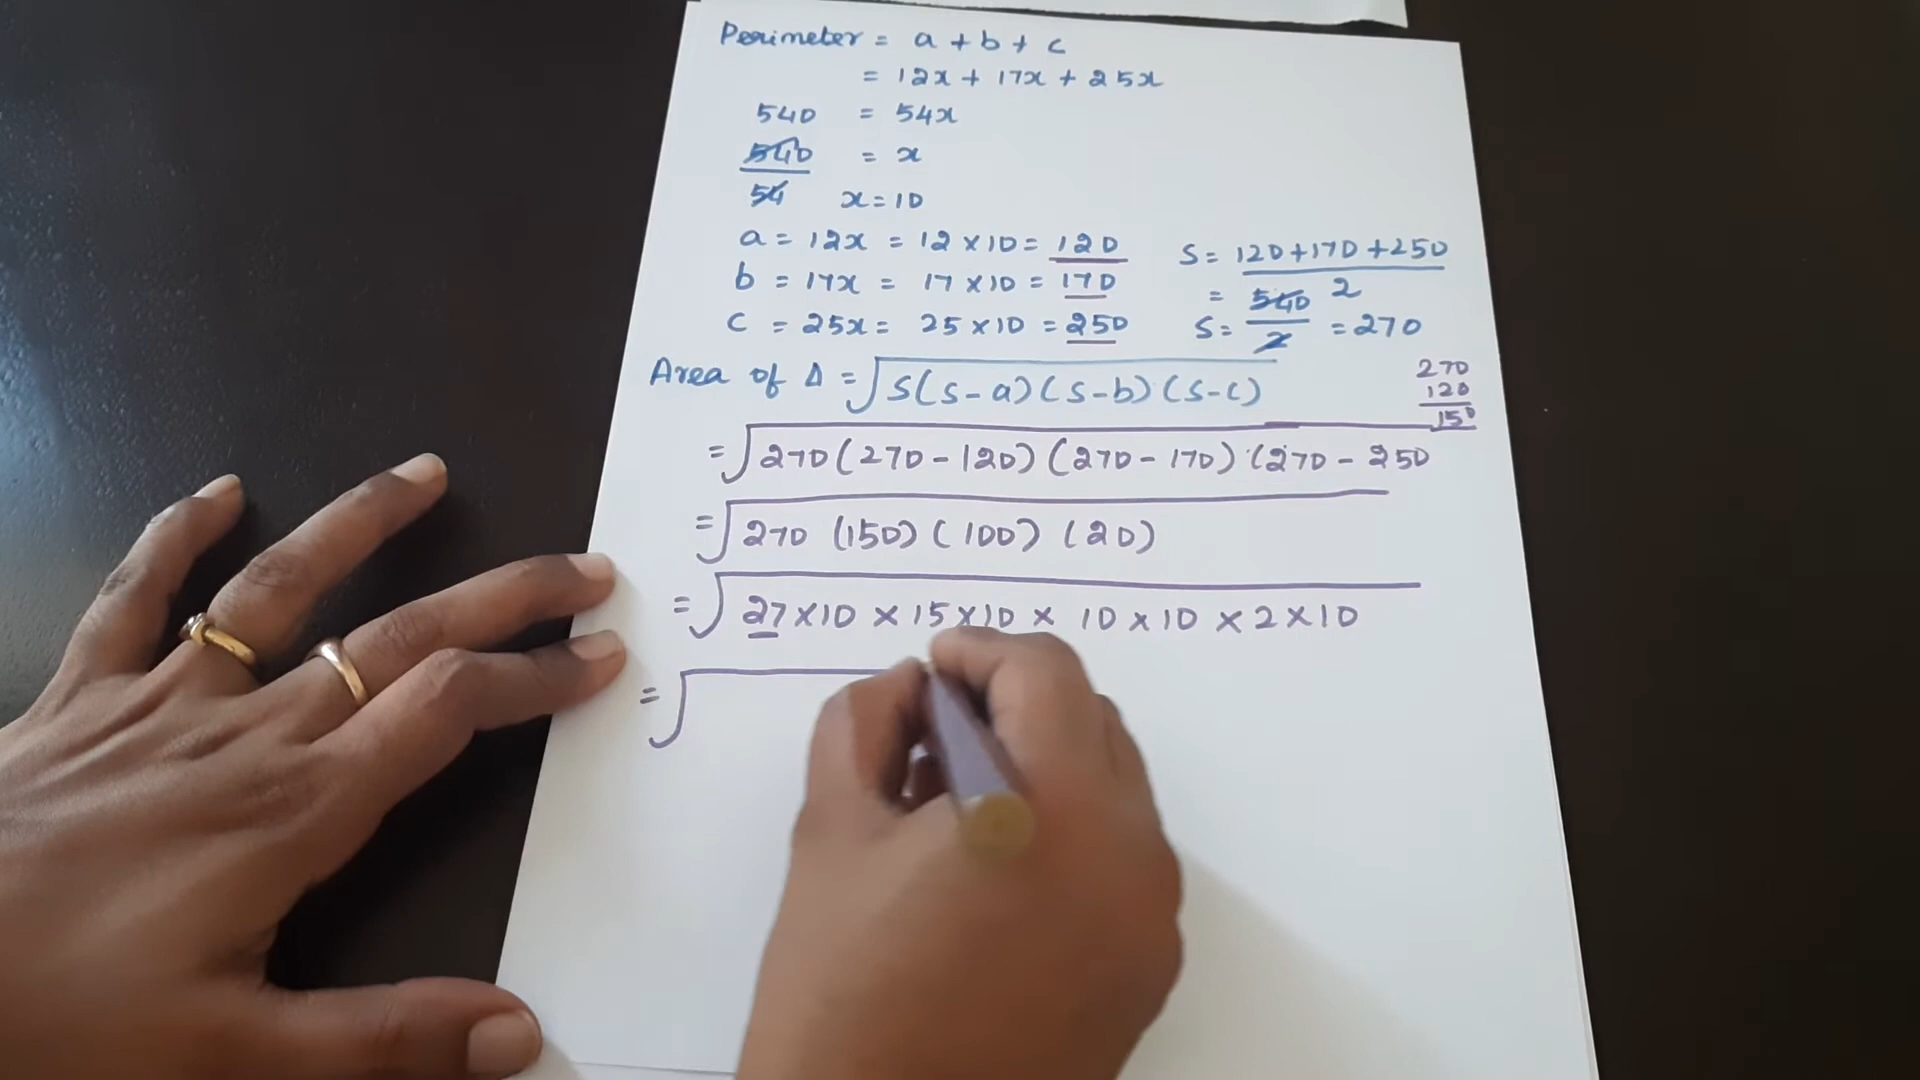 Perimeter = a + b + c
= 12x + 17x + 25x
540 = 54x
540 = x
54 x = 10
a = 12x = 12 × 10 = 120
b = 17x = 17 × 10 = 170
c = 25x = 25 × 10 = 250
S = 120 + 170 + 250
2
= 540
S = 2 = 270
Area of Δ = √S(S - a)(S - b)(S - c)
270
120
150
= √270(270 - 120)(270 - 170)(270 - 250
= √270 (150) (100) (20)
= √27 × 10 × 15 × 10 × 10 × 10 × 2 × 10
= √